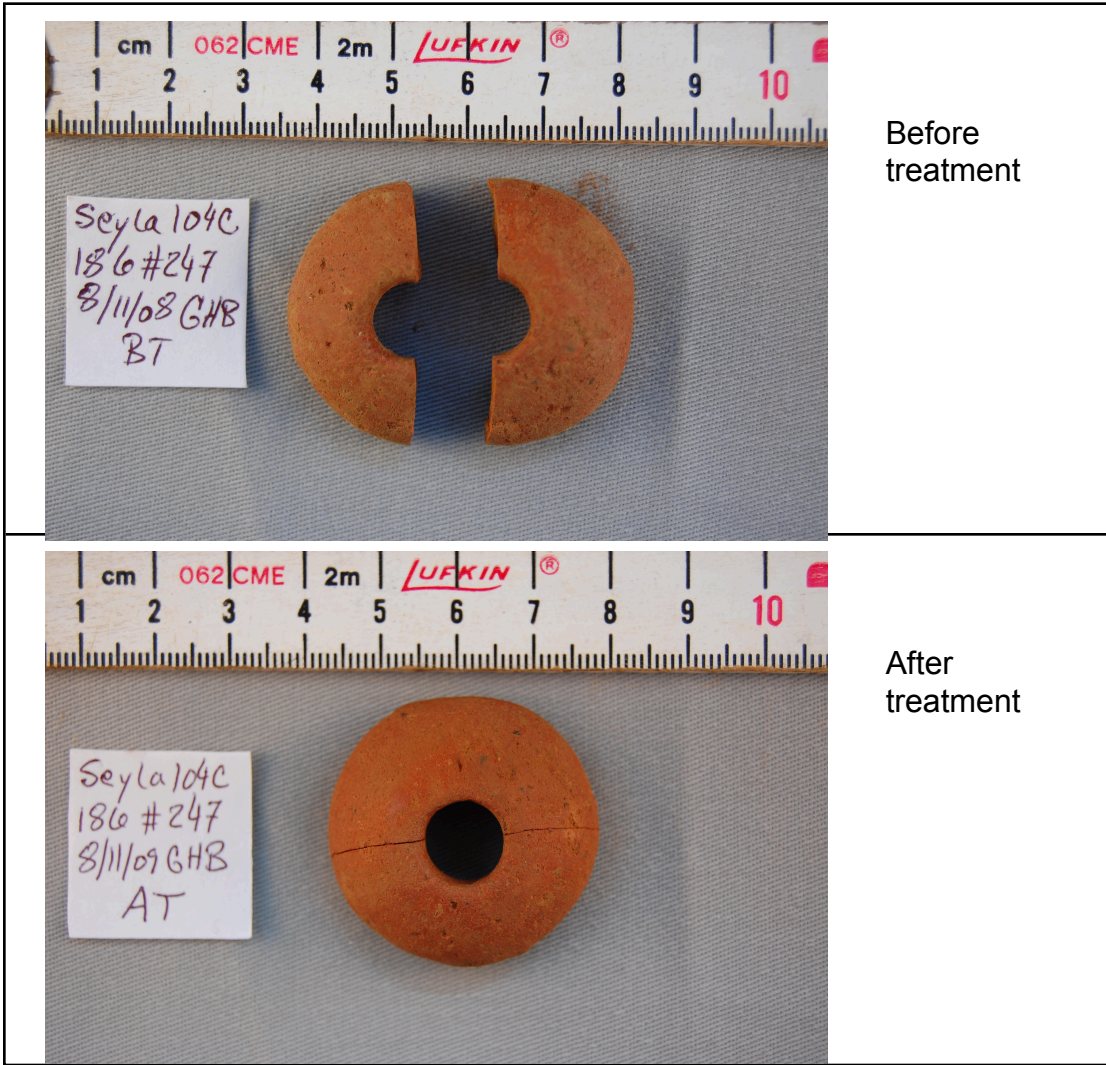 cm 062 CME 2m LUFKIN ®
1 2 3 4 5 6 7 8 9 10
Before
treatment
Seyla 104C
186 #247
8/11/08 GHB
BT
cm 062 CME 2m LUFKIN ®
1 2 3 4 5 6 7 8 9 10
After
treatment
Seyla 104C
186 #247
8/11/09 GHB
AT